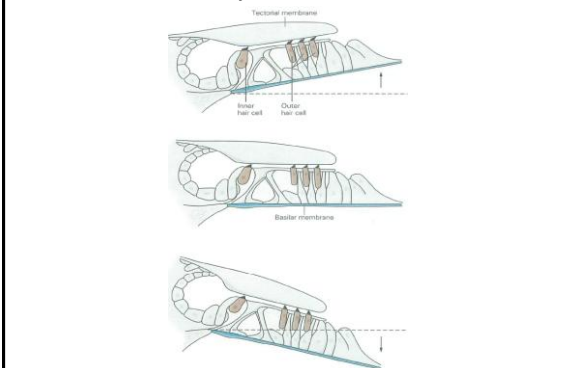 Tectorial membrane
Inner hair cell
Outer hair cell
Basilar membrane